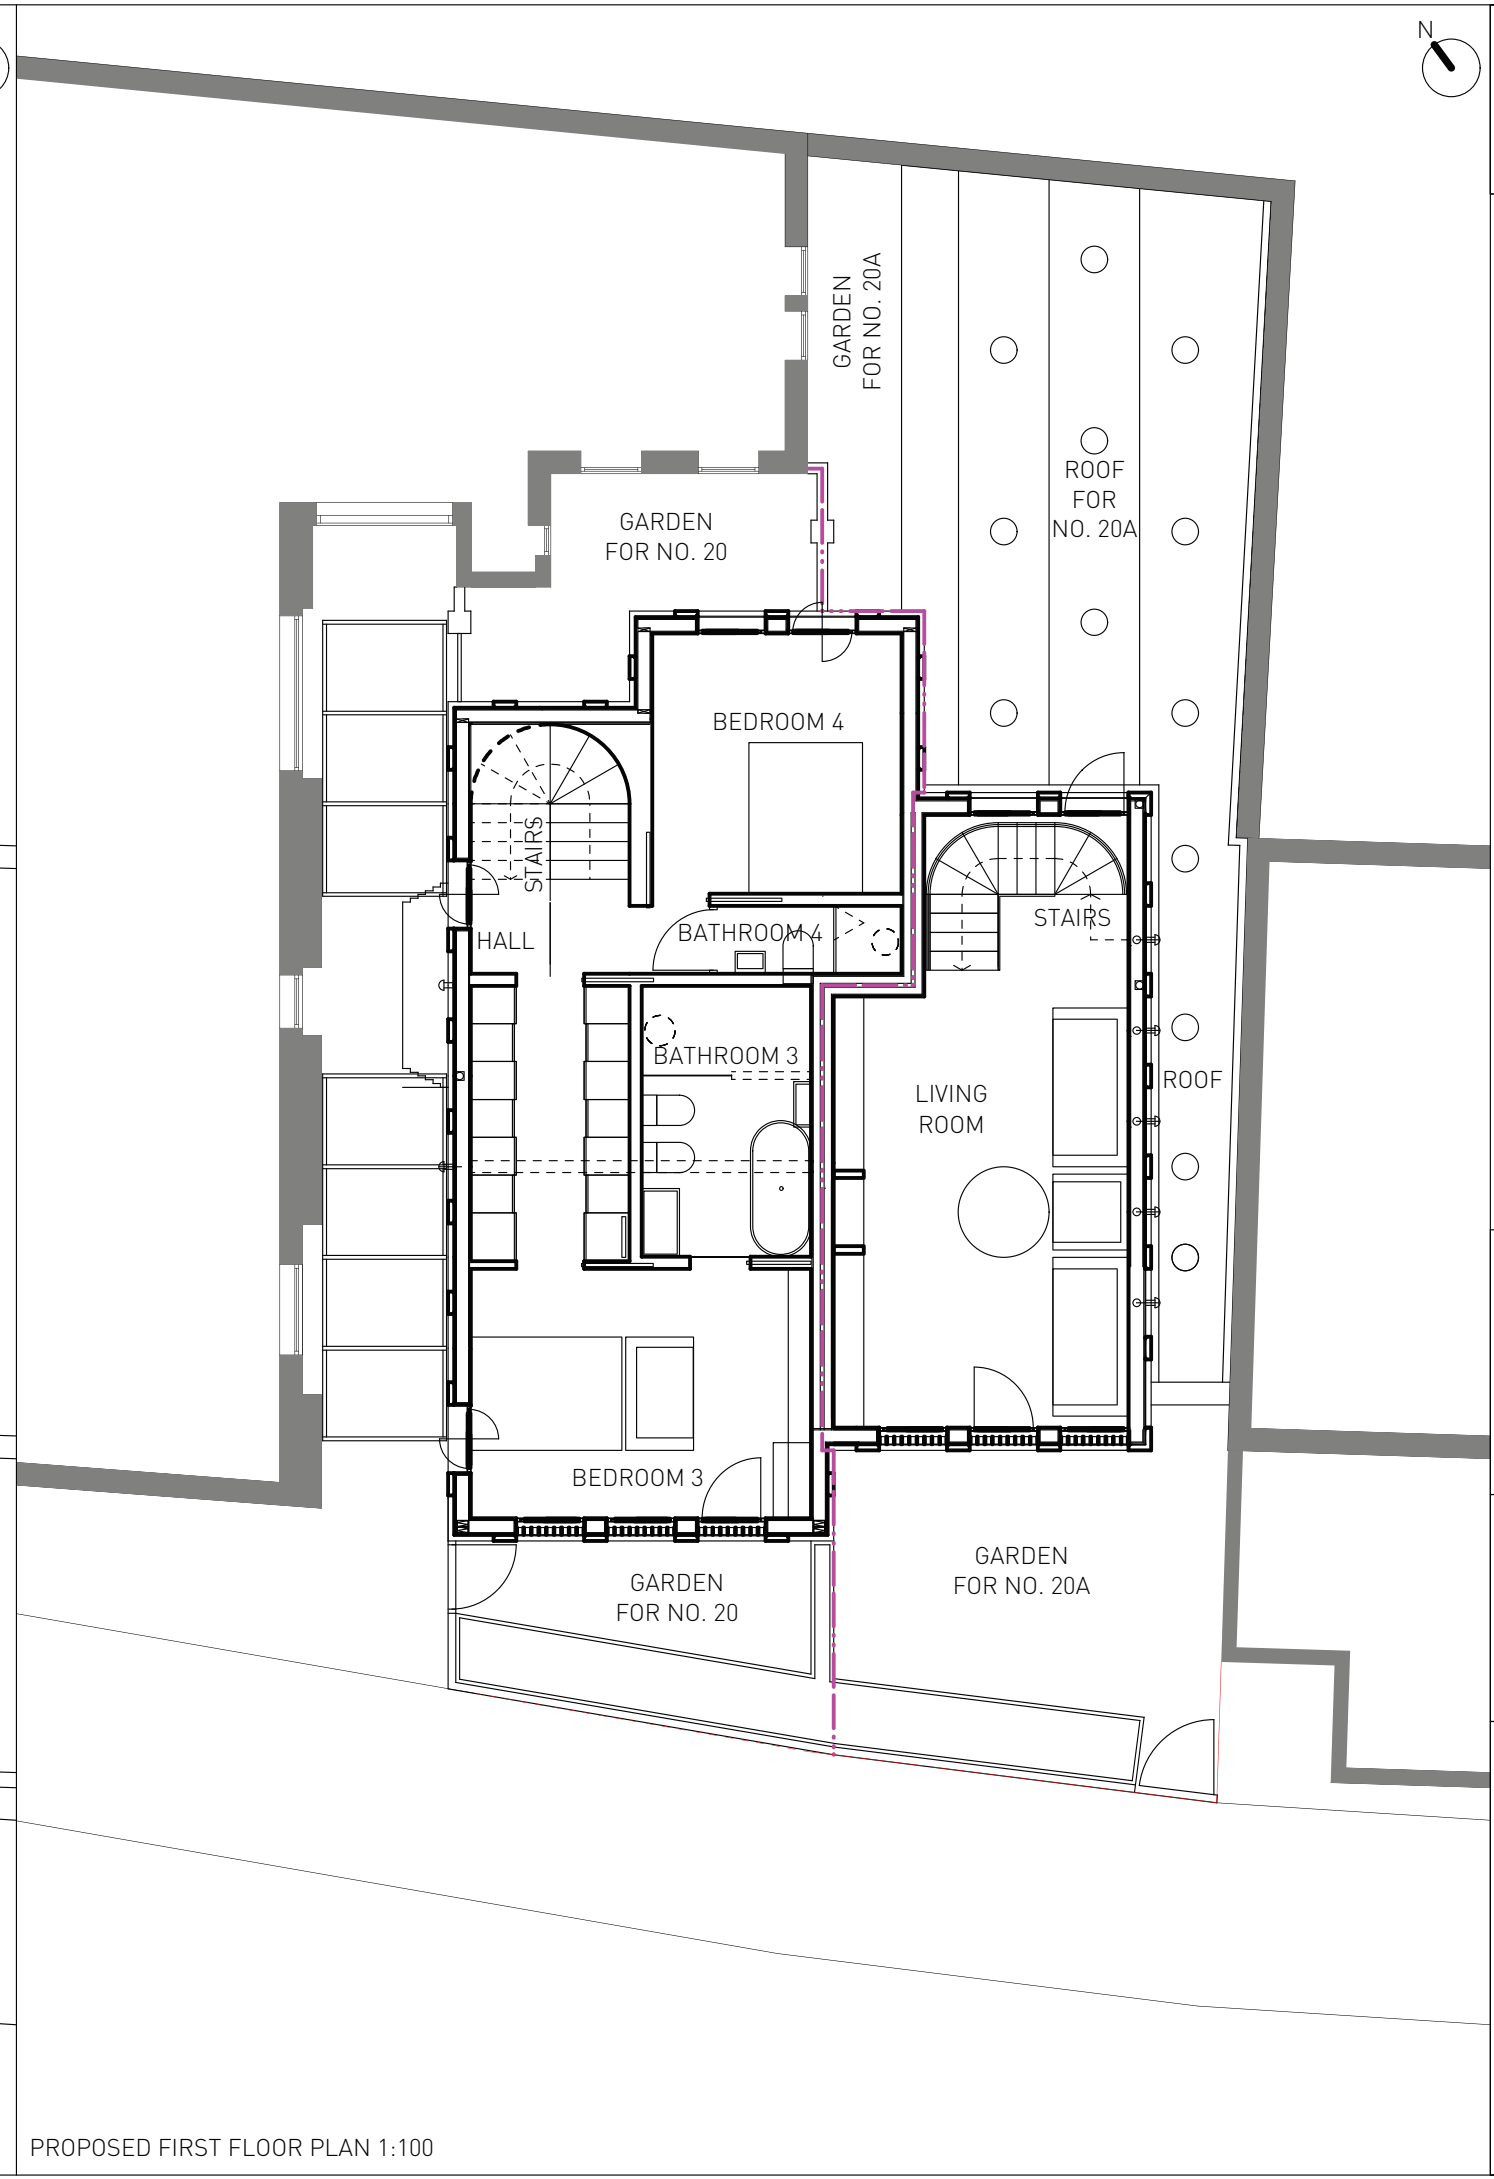 N
GARDEN
FOR NO. 20A
ROOF
FOR
NO. 20A
GARDEN
FOR NO. 20
BEDROOM 4
STAIRS
STAIRS
BATHROOM 4
HALL
BATHROOM 3
ROOF
LIVING
ROOM
BEDROOM 3
GARDEN
FOR NO. 20A
GARDEN
FOR NO. 20
PROPOSED FIRST FLOOR PLAN 1:100